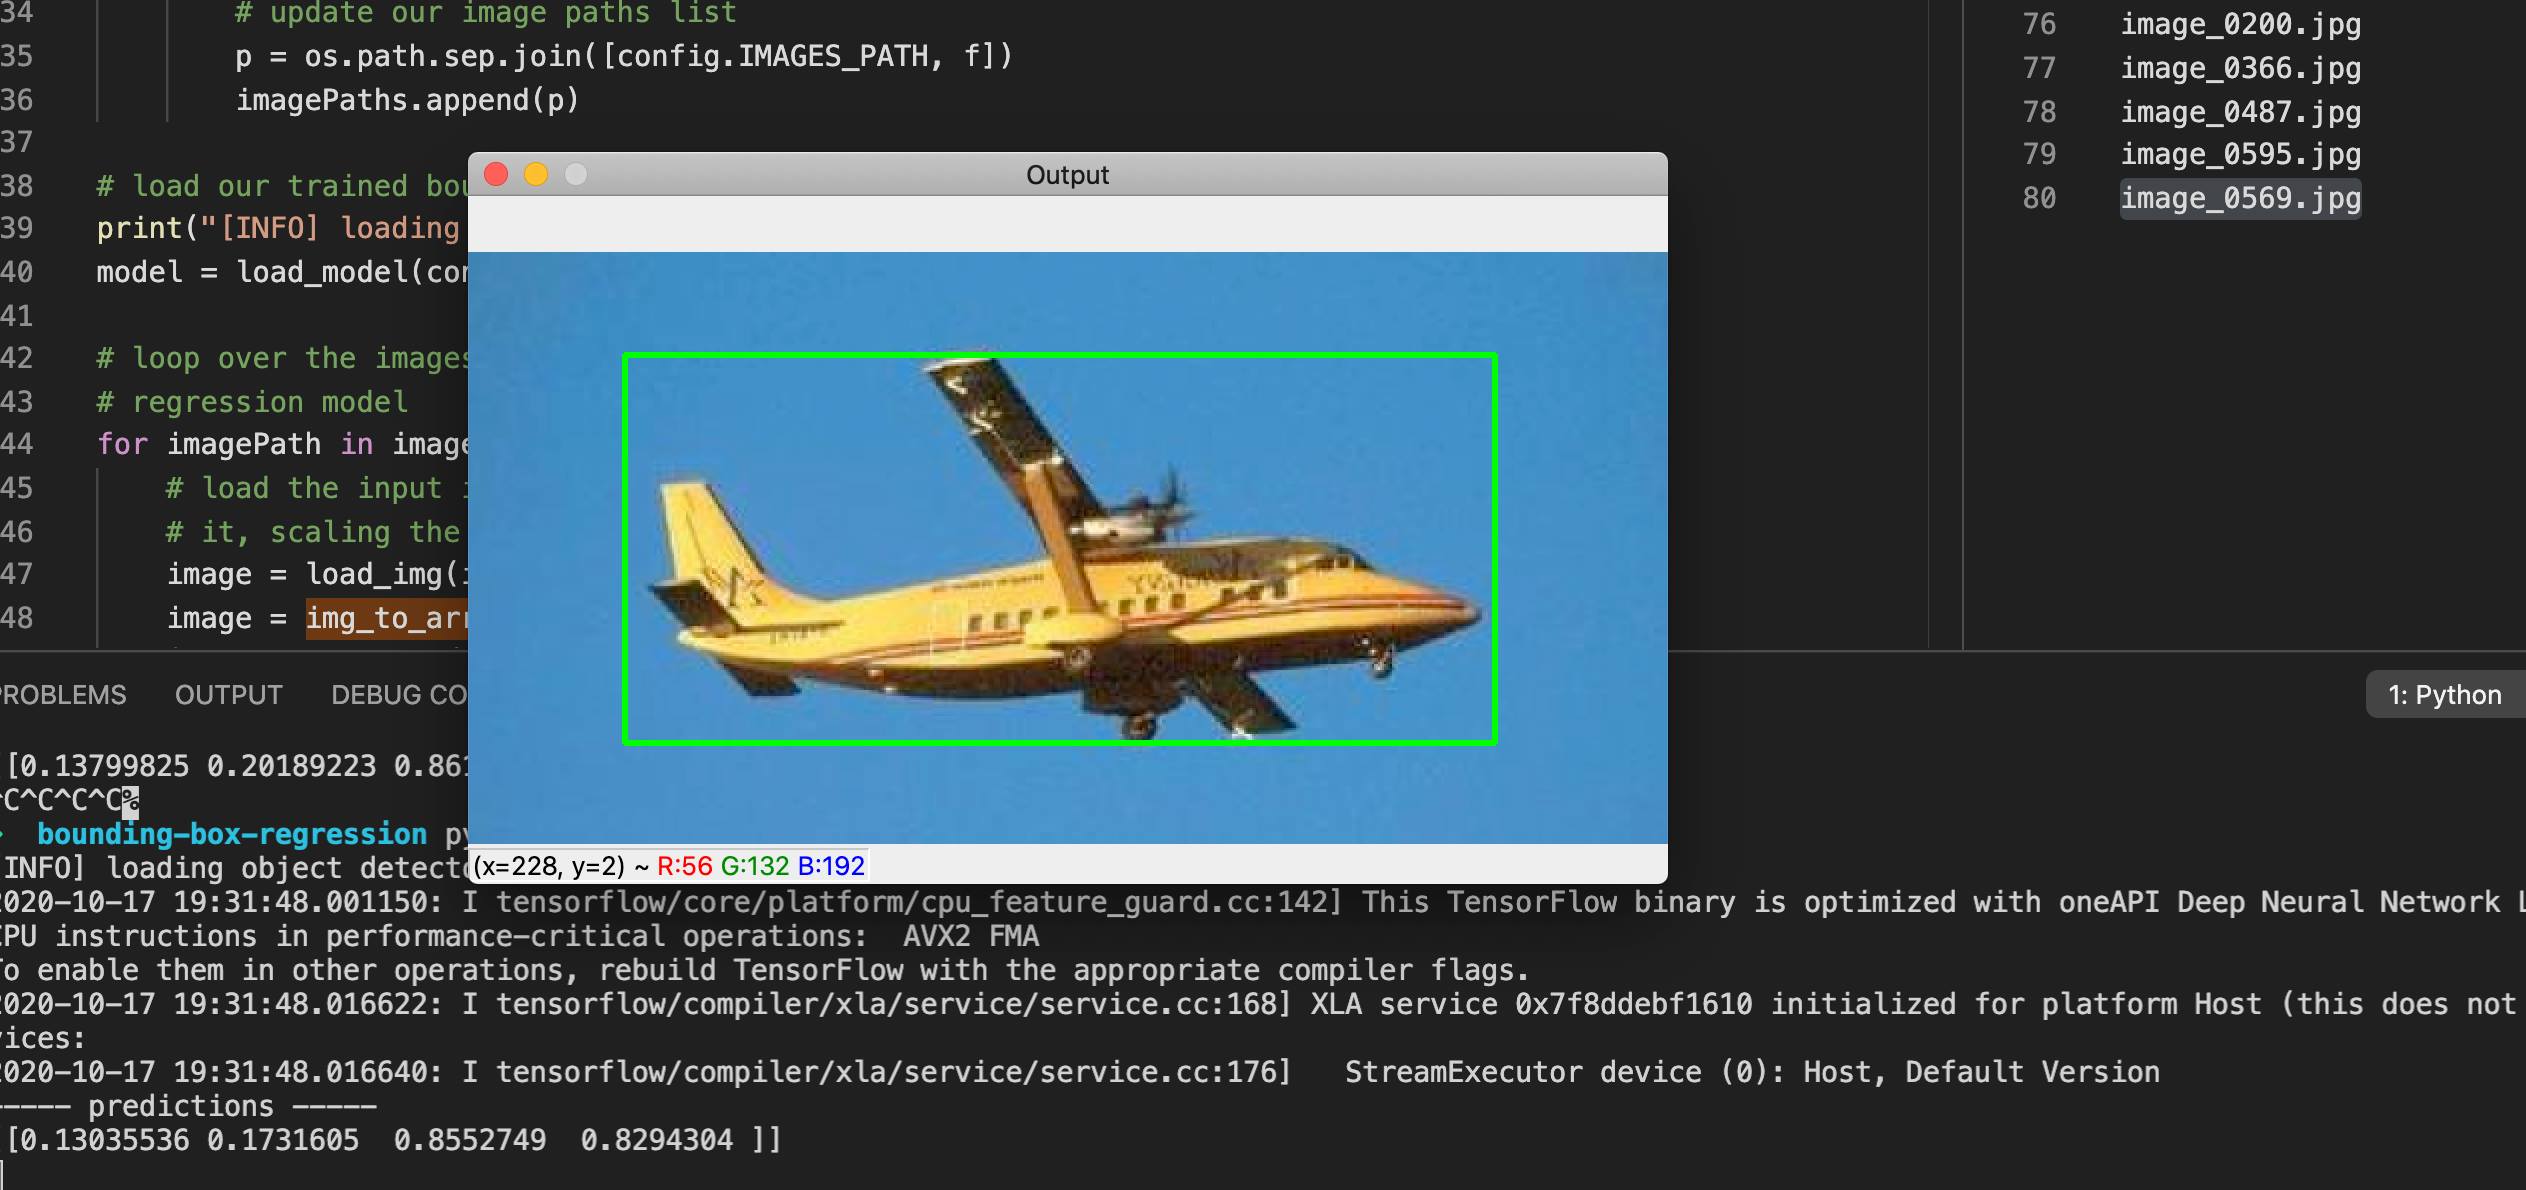 34 # update our image paths list
35 p = os.path.sep.join([config.IMAGES_PATH, f])
36 imagePaths.append(p)
37
38 # load our trained bou
39 print("[INFO] loading
40 model = load_model(con
41
42 # loop over the images
43 # regression model
44 for imagePath in image
45 # load the input i
46 # it, scaling the
47 image = load_img(i
48 image = img_to_arr
76 image_0200.jpg
77 image_0366.jpg
78 image_0487.jpg
79 image_0595.jpg
80 image_0569.jpg
Output
(x=228, y=2) ~ R:56 G:132 B:192
PROBLEMS OUTPUT DEBUG CO
1: Python
[0.13799825 0.20189223 0.861
^C^C^C^C%
bounding-box-regression py
[INFO] loading object detecto
2020-10-17 19:31:48.001150: I tensorflow/core/platform/cpu_feature_guard.cc:142] This TensorFlow binary is optimized with oneAPI Deep Neural Network L
CPU instructions in performance-critical operations: AVX2 FMA
To enable them in other operations, rebuild TensorFlow with the appropriate compiler flags.
2020-10-17 19:31:48.016622: I tensorflow/compiler/xla/service/service.cc:168] XLA service 0x7f8ddebf1610 initialized for platform Host (this does not
vices:
2020-10-17 19:31:48.016640: I tensorflow/compiler/xla/service/service.cc:176] StreamExecutor device (0): Host, Default Version
----- predictions -----
[[0.13035536 0.1731605 0.8552749 0.8294304 ]]